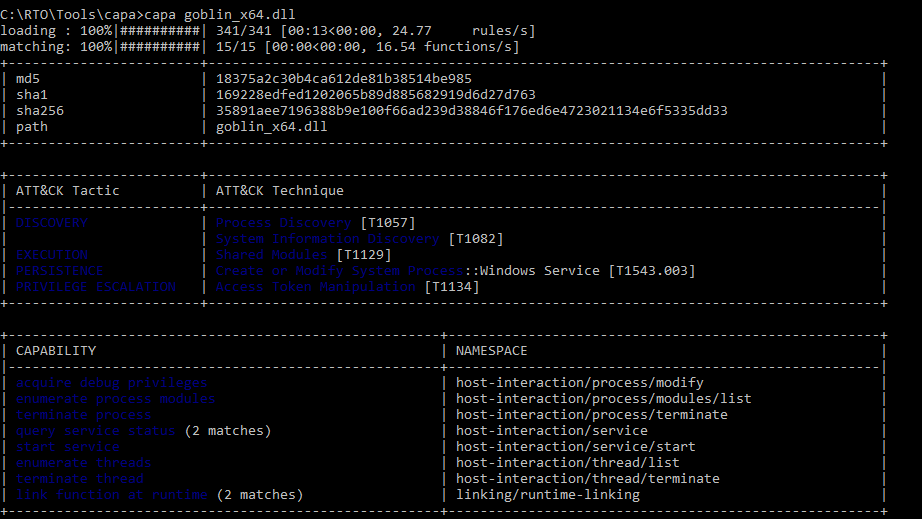 C:\RTO\Tools\capa>capa goblin_x64.dll
loading : 100%|##########| 341/341 [00:13<00:00, 24.77     rules/s]
matching: 100%|##########| 15/15 [00:00<00:00, 16.54 functions/s]
md5 | 18375a2c30b4ca612de81b38514be985
sha1 | 169228edfed1202065b89d885682919d6d27d763
sha256 | 35891aee7196388b9e100f66ad239d38846f176ed6e4723021134e6f5335dd33
path | goblin_x64.dll
ATT&CK Tactic | ATT&CK Technique
DISCOVERY | Process Discovery [T1057]
System Information Discovery [T1082]
EXECUTION | Shared Modules [T1129]
PERSISTENCE | Create or Modify System Process::Windows Service [T1543.003]
PRIVILEGE ESCALATION | Access Token Manipulation [T1134]
CAPABILITY | NAMESPACE
acquire debug privileges | host-interaction/process/modify
enumerate process modules | host-interaction/process/modules/list
terminate process | host-interaction/process/terminate
query service status (2 matches) | host-interaction/service
start service | host-interaction/service/start
enumerate threads | host-interaction/thread/list
terminate thread | host-interaction/thread/terminate
link function at runtime (2 matches) | linking/runtime-linking